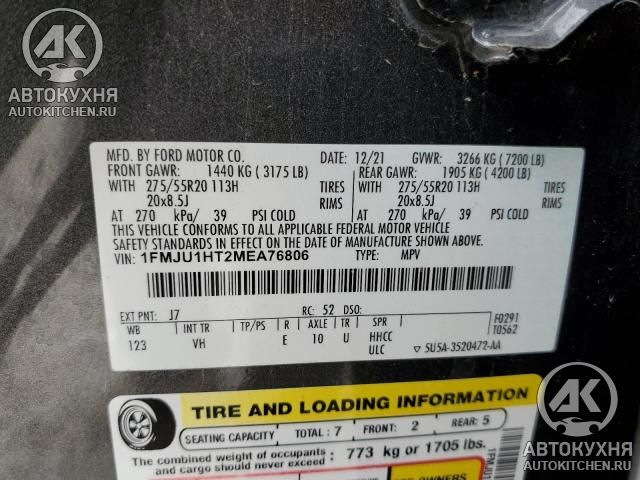 AK
АВТОКУХНЯ
AUTOKITCHEN.RU
MFD. BY FORD MOTOR CO. 12/21 GVWR: 3266 KG ( 7200 LB)
FRONT GAWR: 1440 KG ( 3175 LB) REAR GAWR: 1905 KG ( 4200 LB)
WITH 275/55R20 113H TIRES WITH 275/55R20 113H TIRES
20x8.5J RIMS 20x8.5J RIMS
AT 270 kPa/ 39 PSI COLD AT 270 kPa/ 39 PSI COLD
THIS VEHICLE CONFORMS TO ALL APPLICABLE FEDERAL MOTOR VEHICLE
SAFETY STANDARDS IN EFFECT ON THE DATE OF MANUFACTURE SHOWN ABOVE.
VIN: 1FMJU1HT2MEA76806 TYPE: MPV
EXT PNT: J7 RC: 52 DSO: F0291
WB INT TR TP/PS R AXLE TR SPR T0562
123 VH E 10 U HHCC
ULC ▽ 5U5A-3520472-AA
TIRE AND LOADING INFORMATION
SEATING CAPACITY TOTAL : 7 FRONT: 2 REAR: 5
The combined weight of occupants
and cargo should never exceed : 773 kg or 1705 lbs.
OWNERS
AK
АВТОКУХНЯ
AUTOKITCHEN.RU